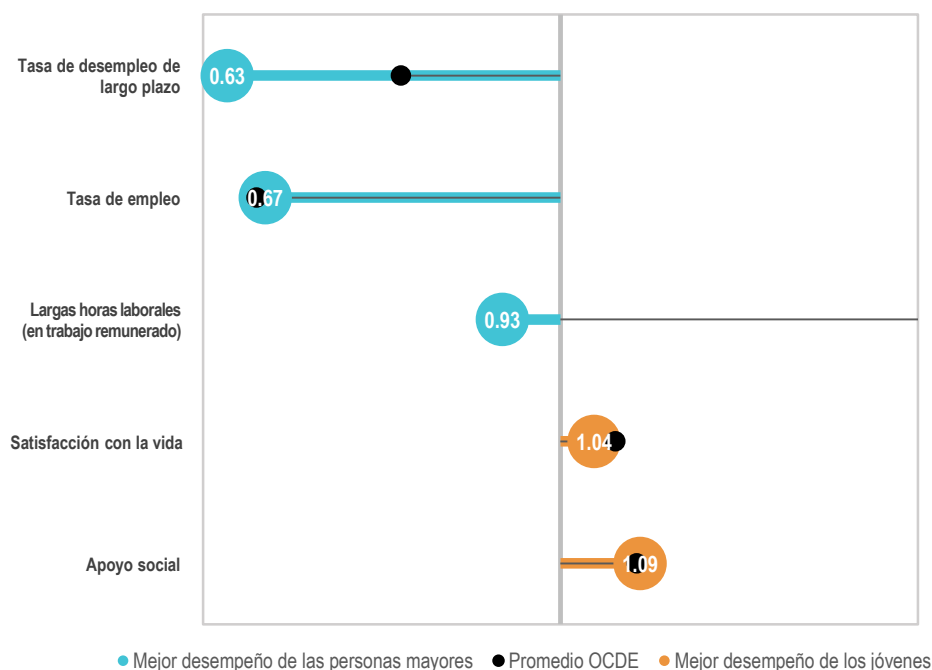 Tasa de desempleo de
largo plazo
0.63
Tasa de empleo
0.67
Largas horas laborales
(en trabajo remunerado)
0.93
Satisfacción con la vida
1.04
Apoyo social
1.09
Mejor desempeño de las personas mayores
Promedio OCDE
Mejor desempeño de los jóvenes